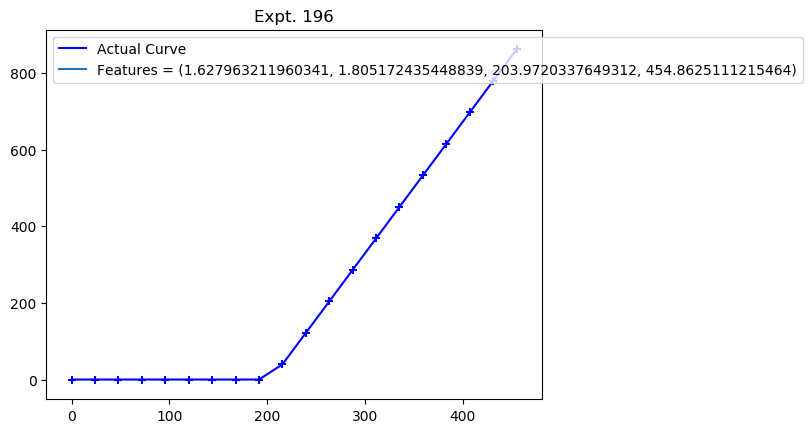 Expt. 196
Actual Curve
Features = (1.627963211960341, 1.805172435448839, 203.9720337649312, 454.8625111215464)
800
600
400
200
0
0 100 200 300 400